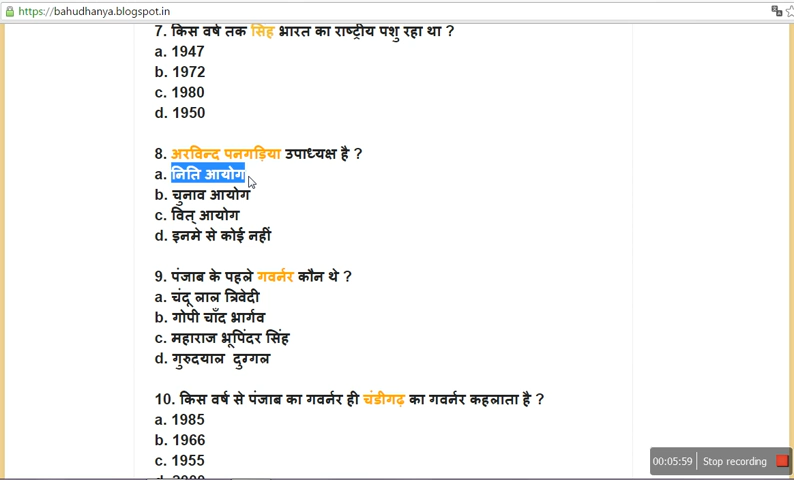 https://bahudhanya.blogspot.in
7. किस वर्ष तक सिंह भारत का राष्ट्रीय पशु रहा था ?
a. 1947
b. 1972
c. 1980
d. 1950
8. अरविन्द पनगड़िया उपाध्यक्ष है ?
a. निति आयोग
b. चुनाव आयोग
c. वित् आयोग
d. इनमे से कोई नहीं
9. पंजाब के पहले गवर्नर कौन थे ?
a. चंदू लाल त्रिवेदी
b. गोपी चाँद भार्गव
c. महाराज भूपिंदर सिंह
d. गुरुदयाल दुग्गल
10. किस वर्ष से पंजाब का गवर्नर ही चंडीगढ़ का गवर्नर कहलाता है ?
a. 1985
b. 1966
c. 1955
00:05:59 Stop recording